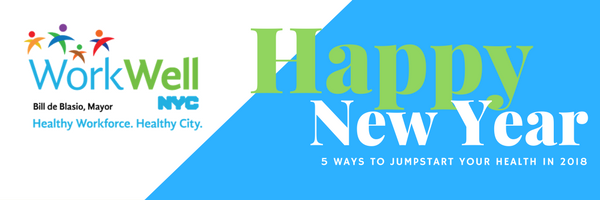 WorkWell
NYC
Bill de Blasio, Mayor
Healthy Workforce. Healthy City.
Happy
New Year
5 WAYS TO JUMPSTART YOUR HEALTH IN 2018